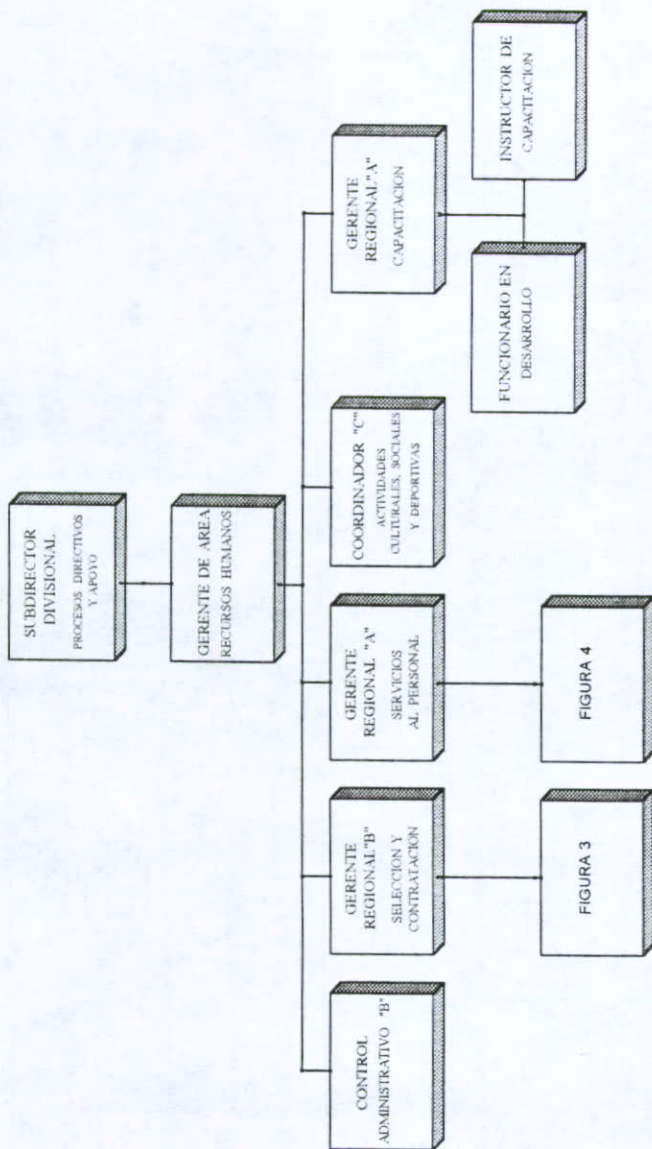 SUBDIRECTOR
DIVISIONAL
PROCESOS DIRECTIVOS
Y APOYO
GERENTE DE AREA
RECURSOS HUMANOS
CONTROL
ADMINISTRATIVO "B"
GERENTE
REGIONAL "B"
SELECCION Y
CONTRATACION
GERENTE
REGIONAL "A"
SERVICIOS
AL PERSONAL
COORDINADOR "C"
ACTIVIDADES
CULTURALES, SOCIALES
Y DEPORTIVAS
GERENTE
REGIONAL "A"
CAPACITACION
FIGURA 3
FIGURA 4
FUNCIONARIO EN
DESARROLLO
INSTRUCTOR DE
CAPACITACION